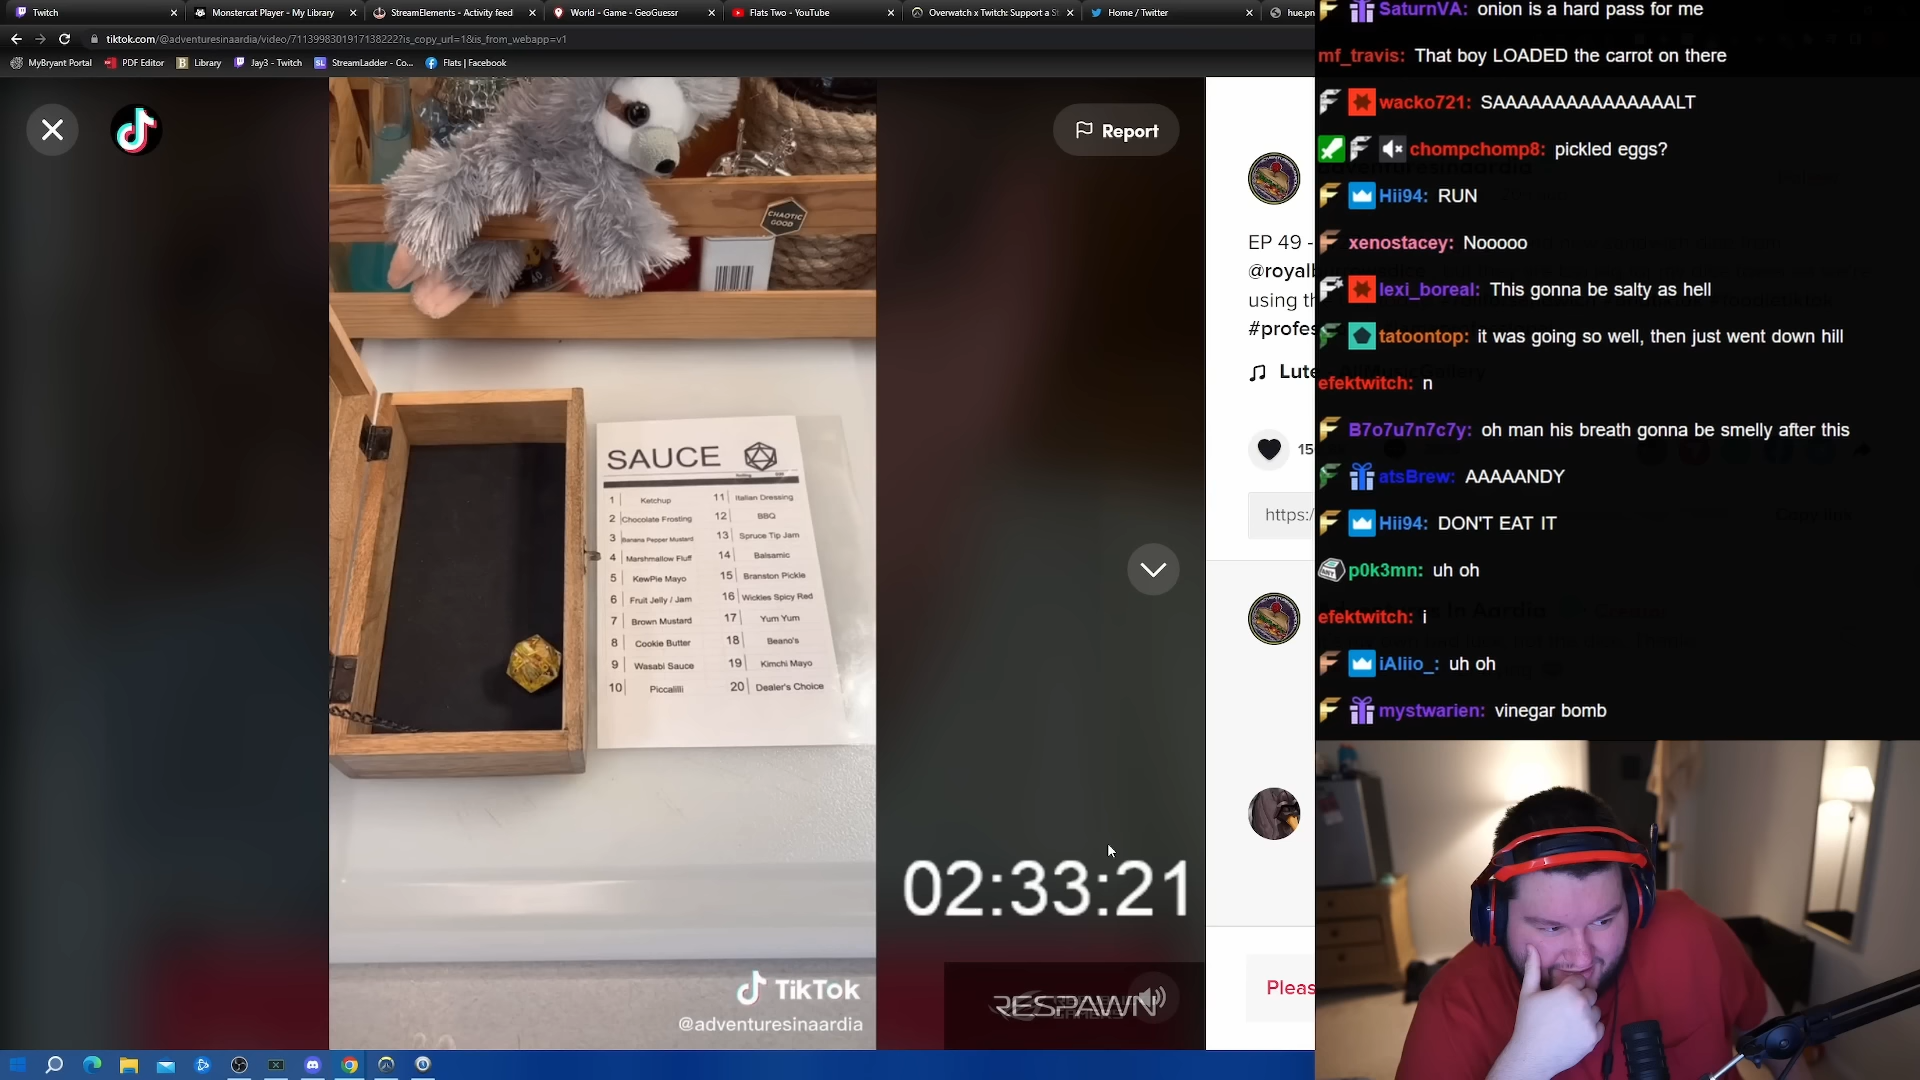 Twitch
Monstercat Player - My Library
StreamElements - Activity feed
World - Game - GeoGuessr
Flats Two - YouTube
Overwatch x Twitch: Support a S
Home / Twitter
hue.pn
tiktok.com/@adventuresinaardia/video/7113998301917138222?is_copy_url=1&is_from_webapp=v1
MyBryant Portal
PDF Editor
Library
Jay3 - Twitch
StreamLadder - Co...
Flats | Facebook
Report
CHAOTIC
GOOD
SAUCE
1 Ketchup
2 Chocolate Frosting
3 Banana Pepper Mustard
4 Marshmallow Fluff
5 KewPie Mayo
6 Fruit Jelly / Jam
7 Brown Mustard
8 Cookie Butter
9 Wasabi Sauce
10 Piccalilli
11 Italian Dressing
12 BBQ
13 Spruce Tip Jam
14 Balsamic
15 Branston Pickle
16 Wickles Spicy Red
17 Yum Yum
18 Beano's
19 Kimchi Mayo
20 Dealer's Choice
TikTok
@adventuresinaardia
02:33:21
RESPAWN
EP 49 -
@royal
using th
#profes
Lute
15
https:/
Pleas
SaturnVA: onion is a hard pass for me
mf_travis: That boy LOADED the carrot on there
wacko721: SAAAAAAAAAAAAAAALT
chompchomp8: pickled eggs?
Hii94: RUN
xenostacey: Nooooo
lexi_boreal: This gonna be salty as hell
tatoontop: it was going so well, then just went down hill
efektwitch: n
B7o7u7n7c7y: oh man his breath gonna be smelly after this
atsBrew: AAAAANDY
Hii94: DON'T EAT IT
p0k3mn: uh oh
efektwitch: i
iAliio_: uh oh
mystwarien: vinegar bomb